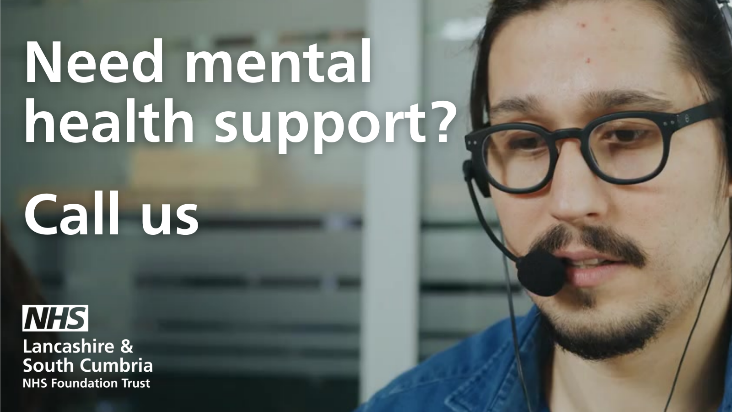 Need mental
health support?
Call us
NHS
Lancashire &
South Cumbria
NHS Foundation Trust